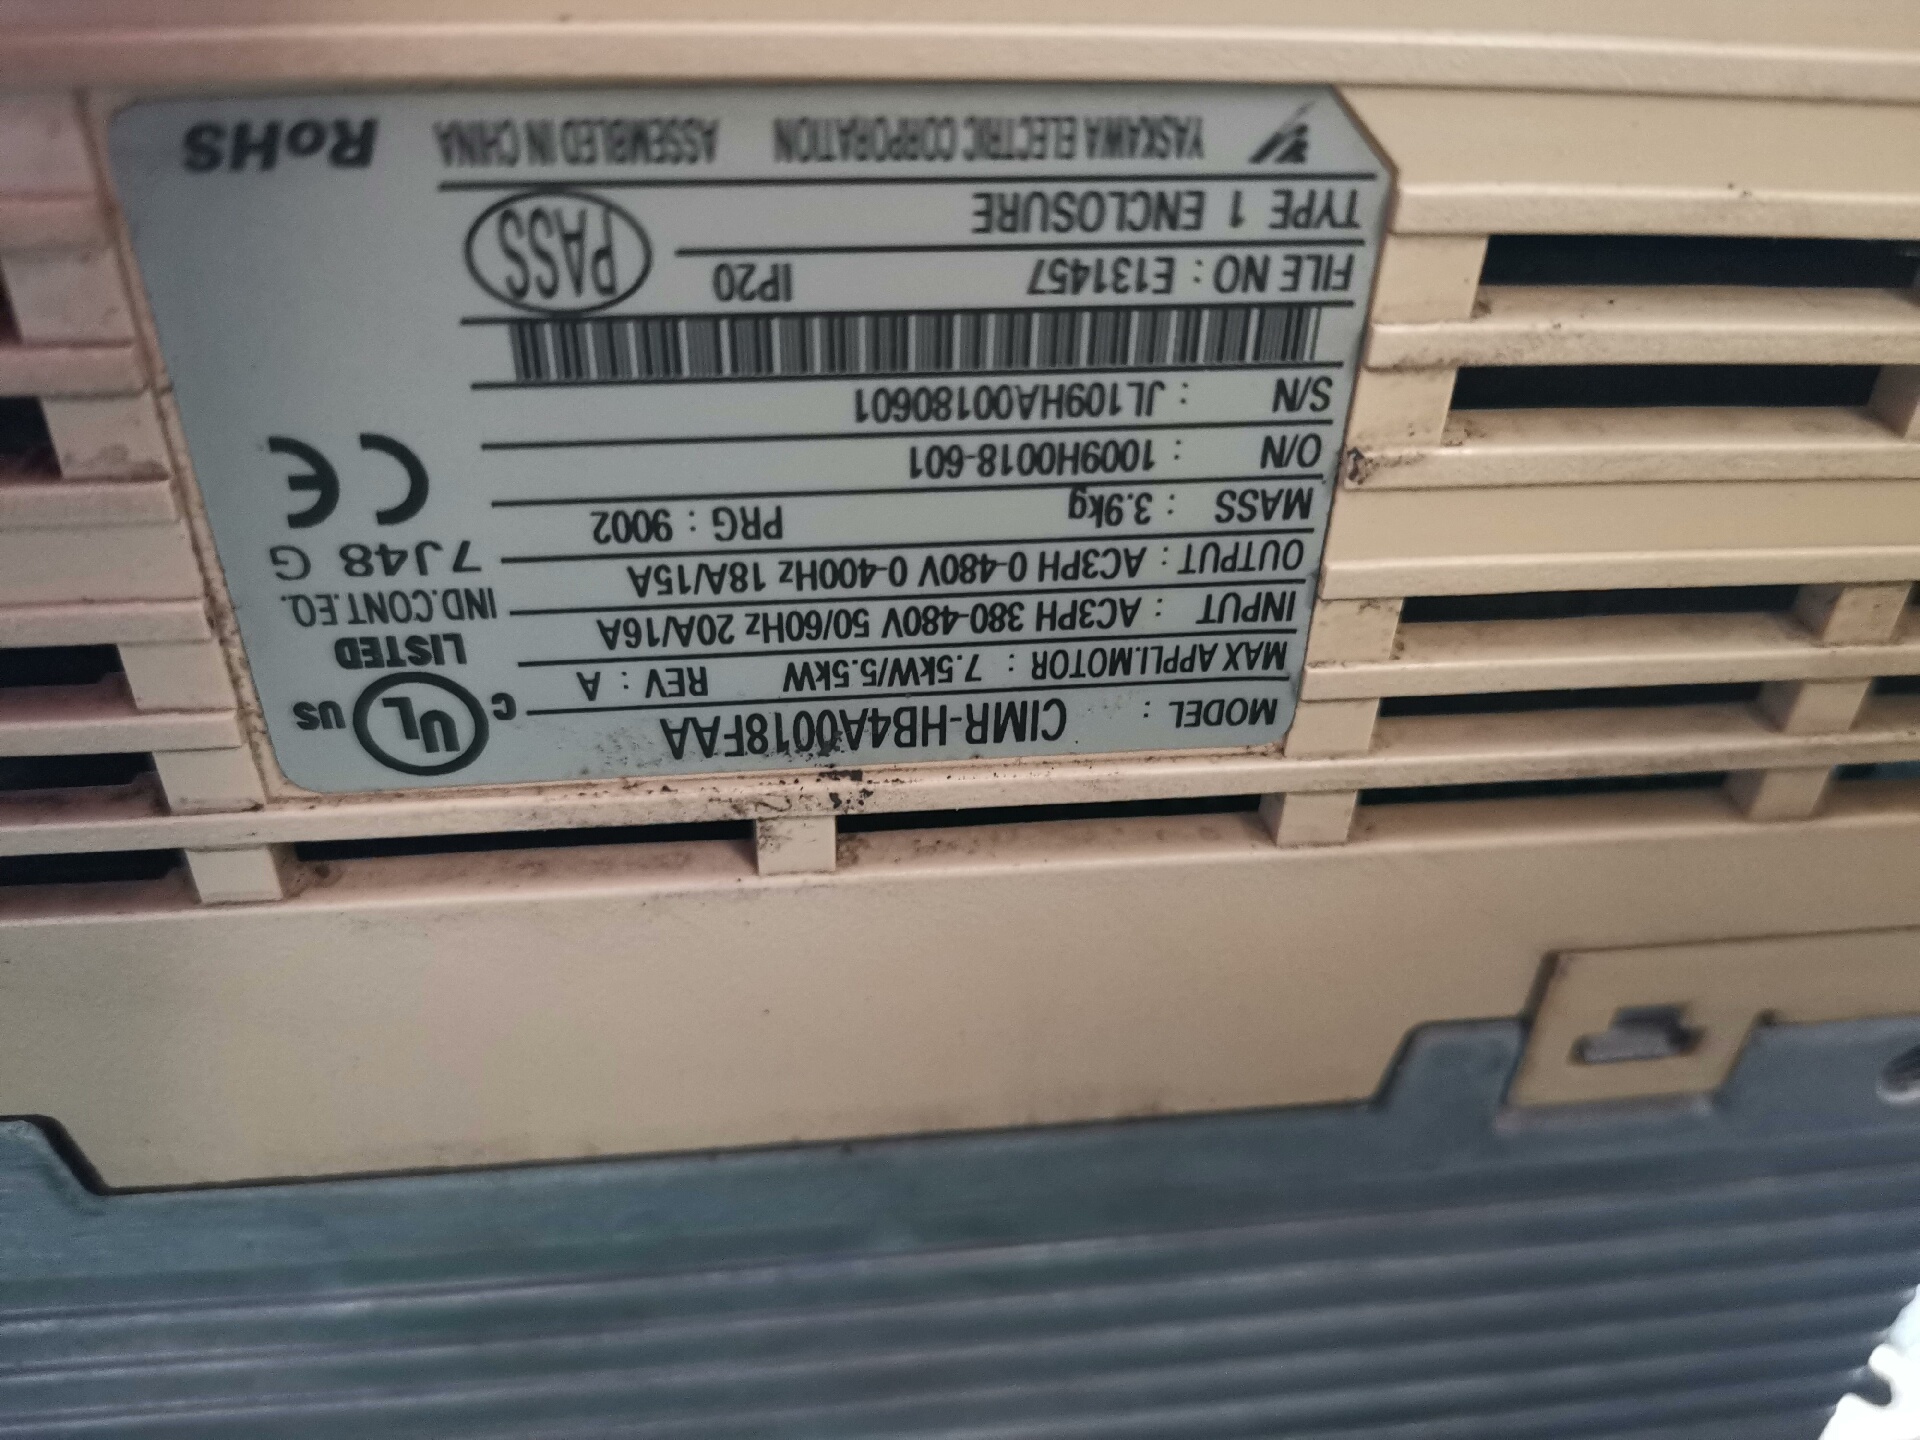 MODEL : CIMR-HB4A0018FAA
MAX APPLI.MOTOR : 7.5kW/5.5kW REV : A
INPUT : AC3PH 380-480V 50/60Hz 20A/16A
OUTPUT : AC3PH 0-480V 0-400Hz 18A/15A
MASS : 3.9kg PRG : 9002
O/N : 1009H0018-601
S/N : JL109HA00180601
FILE NO : E131457 IP20
TYPE 1 ENCLOSURE
PASS
YASKAWA ELECTRIC CORPORATION ASSEMBLED IN CHINA
C UL US
LISTED
IND.CONT.EQ.
7J48 G
CE
RoHS